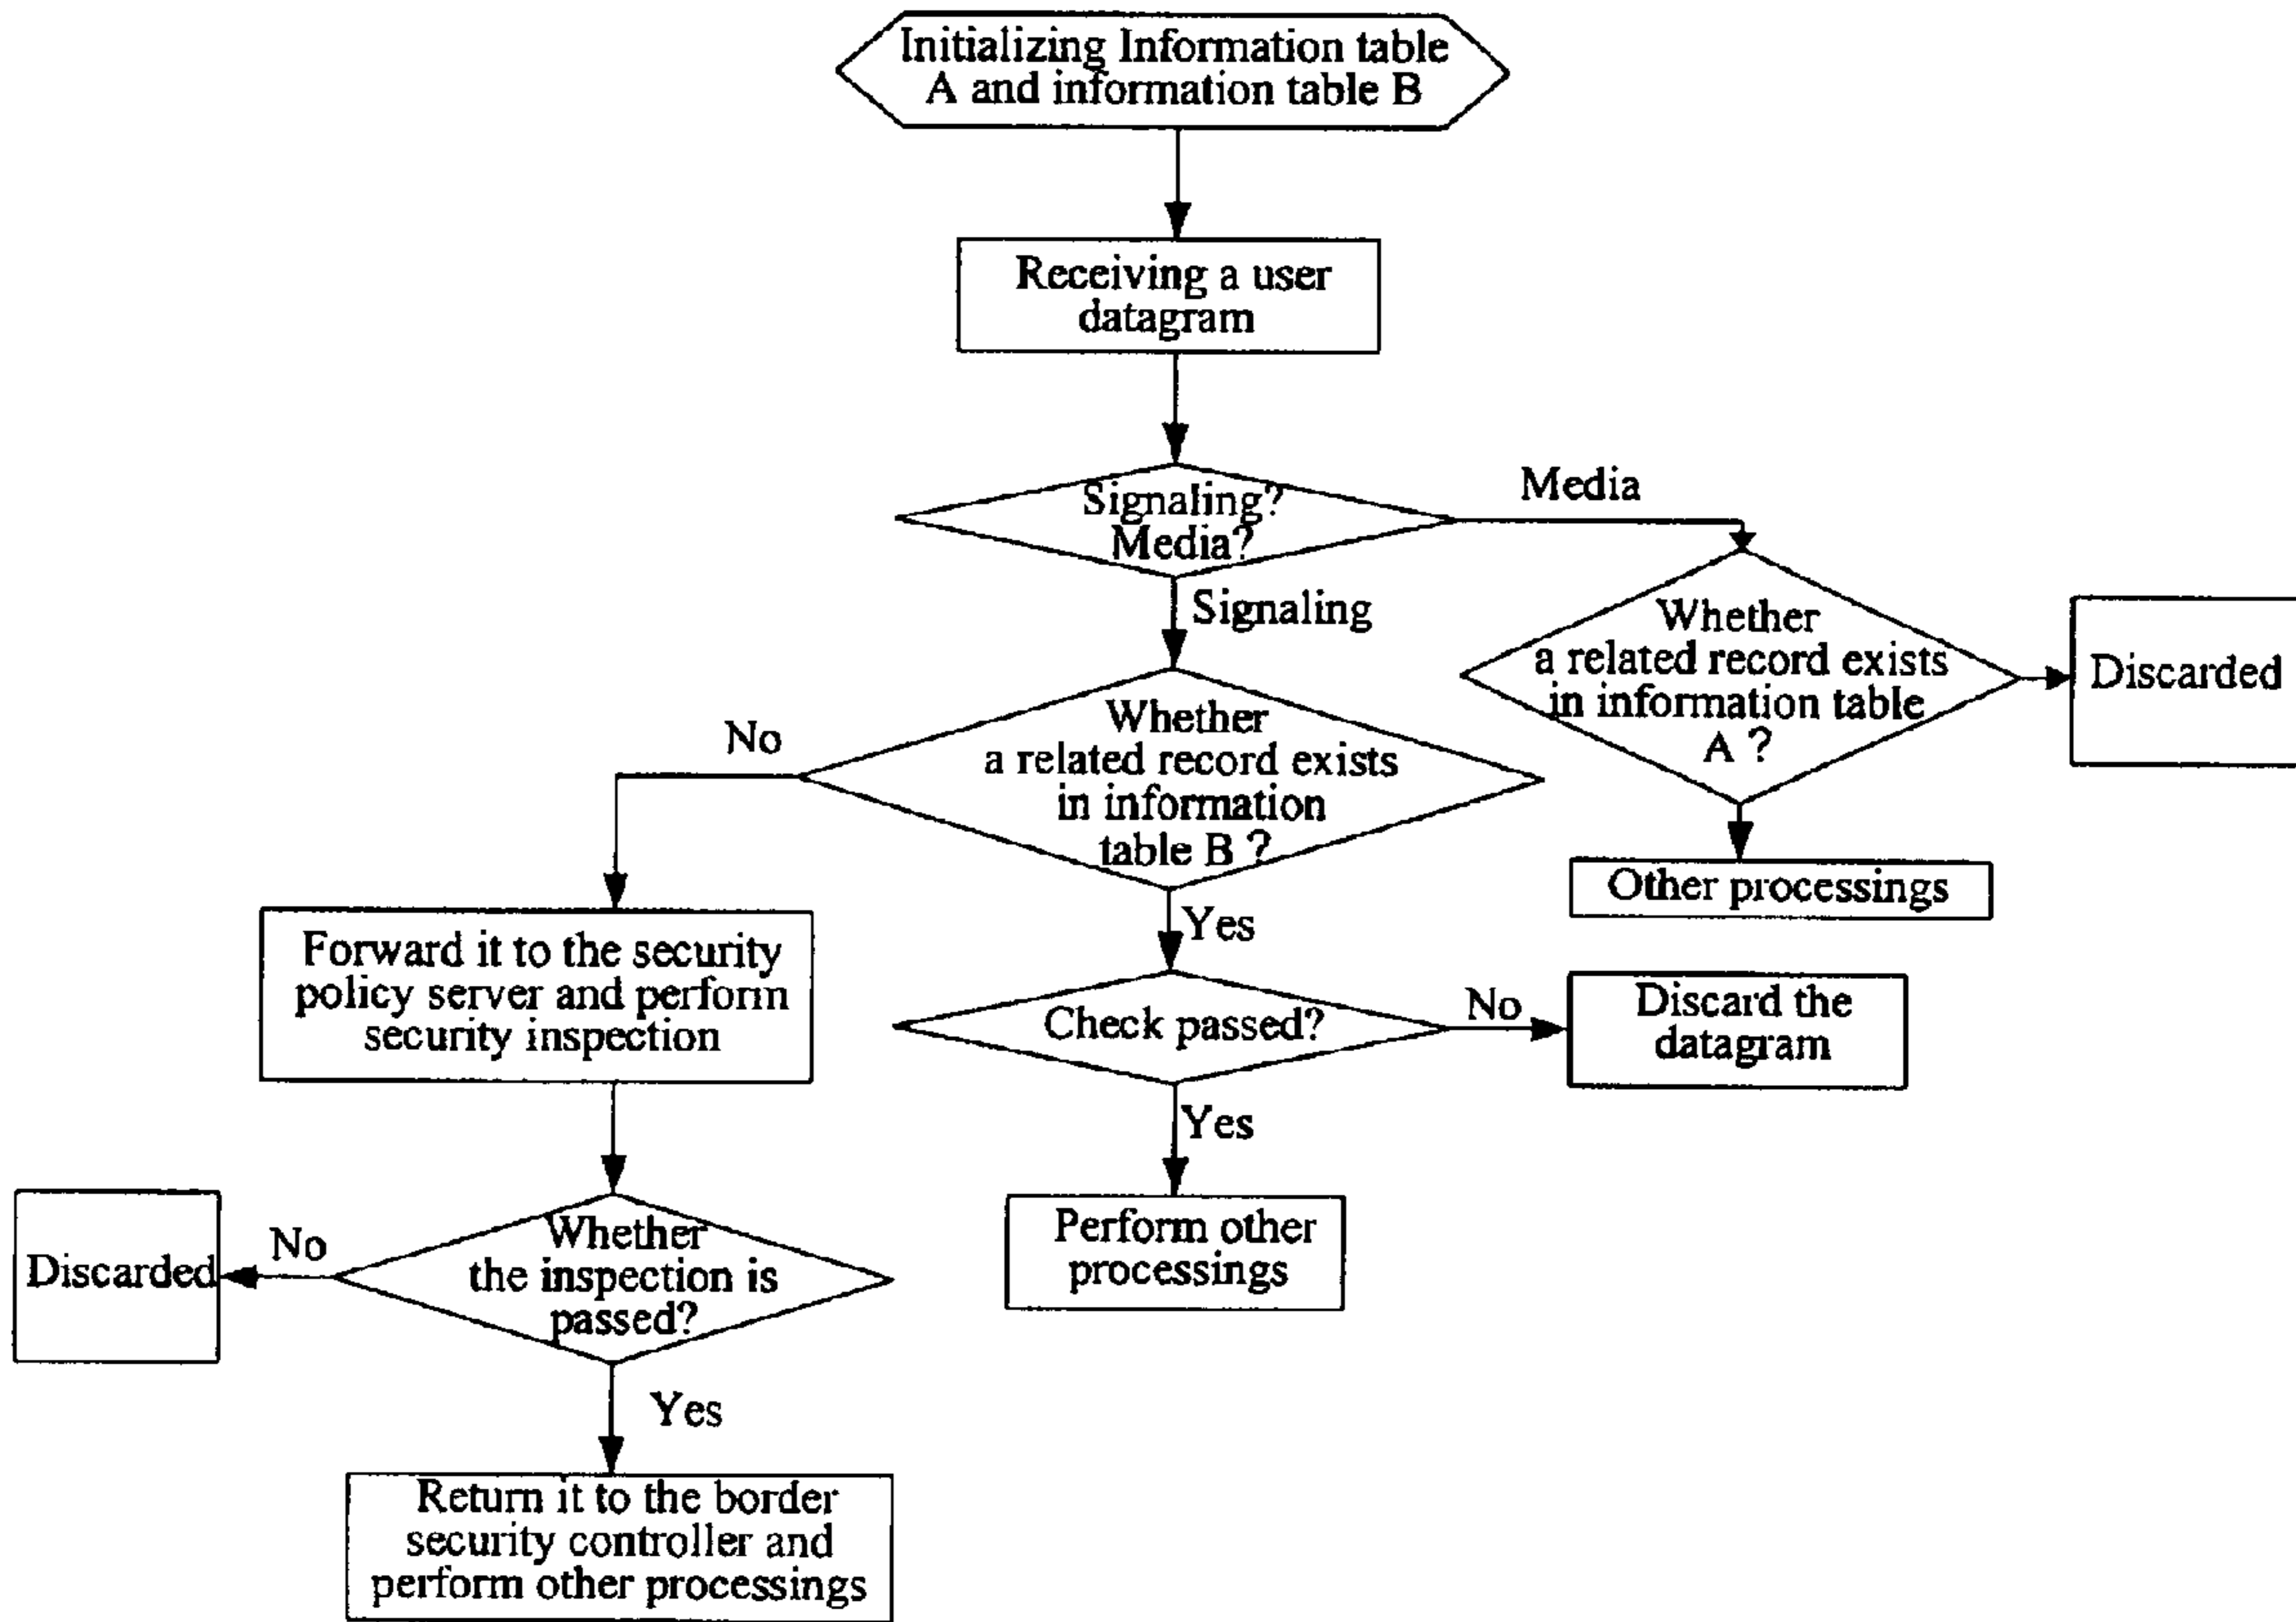 Initializing Information table
A and information table B
Receiving a user
datagram
Signaling?
Media?
Media
Signaling
Whether
a related record exists
in information table
A ?
Discarded
Other processings
Whether
a related record exists
in information
table B ?
No
Yes
Forward it to the security
policy server and perform
security inspection
Check passed?
No
Discard the
datagram
Yes
Perform other
processings
Whether
the inspection is
passed?
No
Discarded
Yes
Return it to the border
security controller and
perform other processings